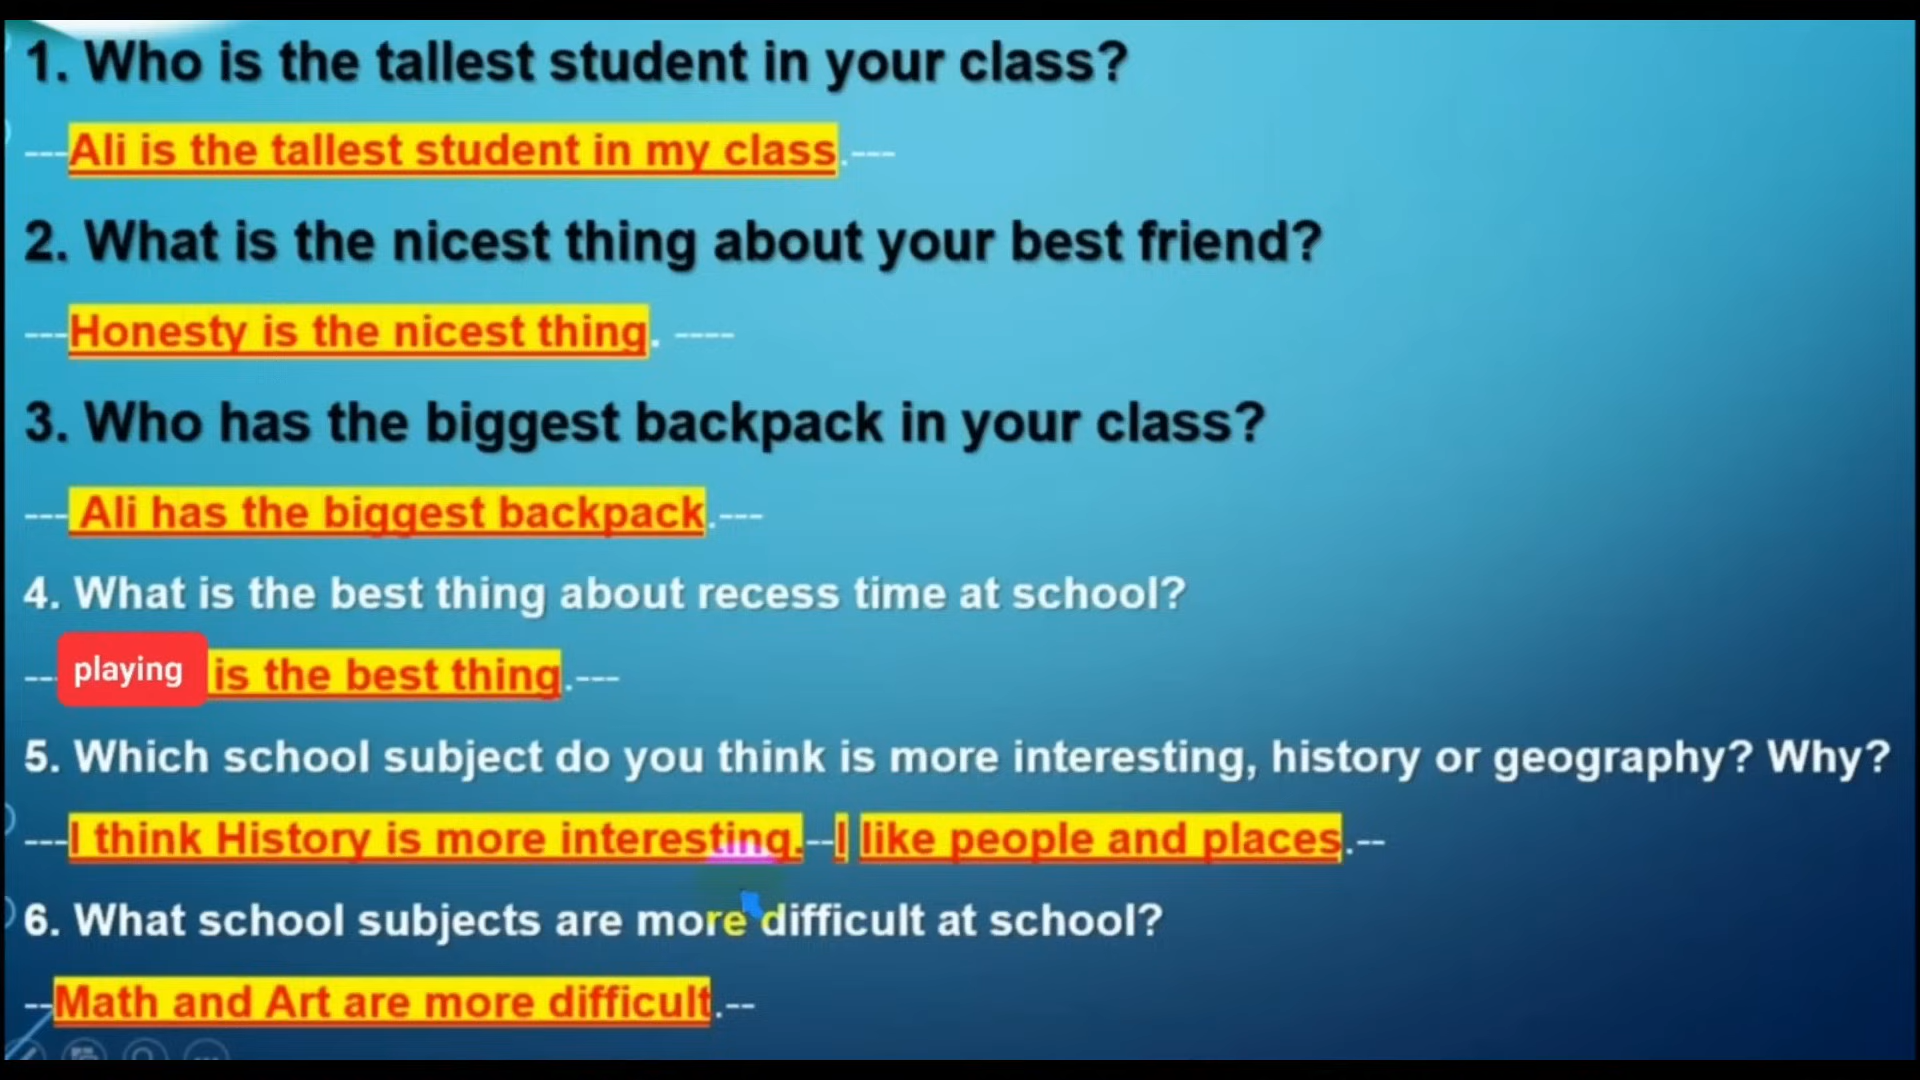 1. Who is the tallest student in your class?
---Ali is the tallest student in my class.---
2. What is the nicest thing about your best friend?
---Honesty is the nicest thing. ----
3. Who has the biggest backpack in your class?
--- Ali has the biggest backpack.---
4. What is the best thing about recess time at school?
--- playing is the best thing.---
5. Which school subject do you think is more interesting, history or geography? Why?
---I think History is more interesting.--I like people and places.--
6. What school subjects are more difficult at school?
--Math and Art are more difficult.--